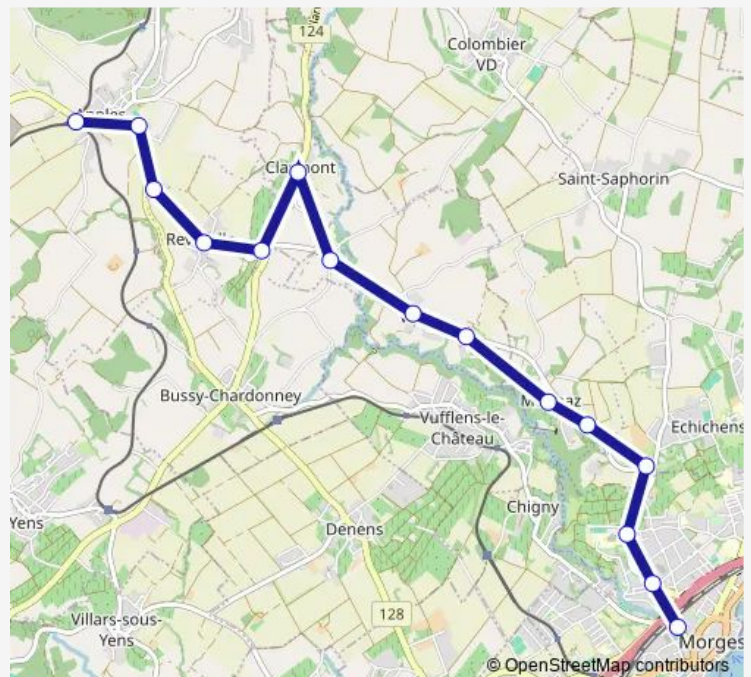 124
Colombier
VD
Clarmont
Saint-Saphorin
Bussy-Chardonney
Vufflens-le-
Château
Echichens
Yens
Chigny
Denens
128
Villars-sous-
Yens
Morges
© OpenStreetMap contributors